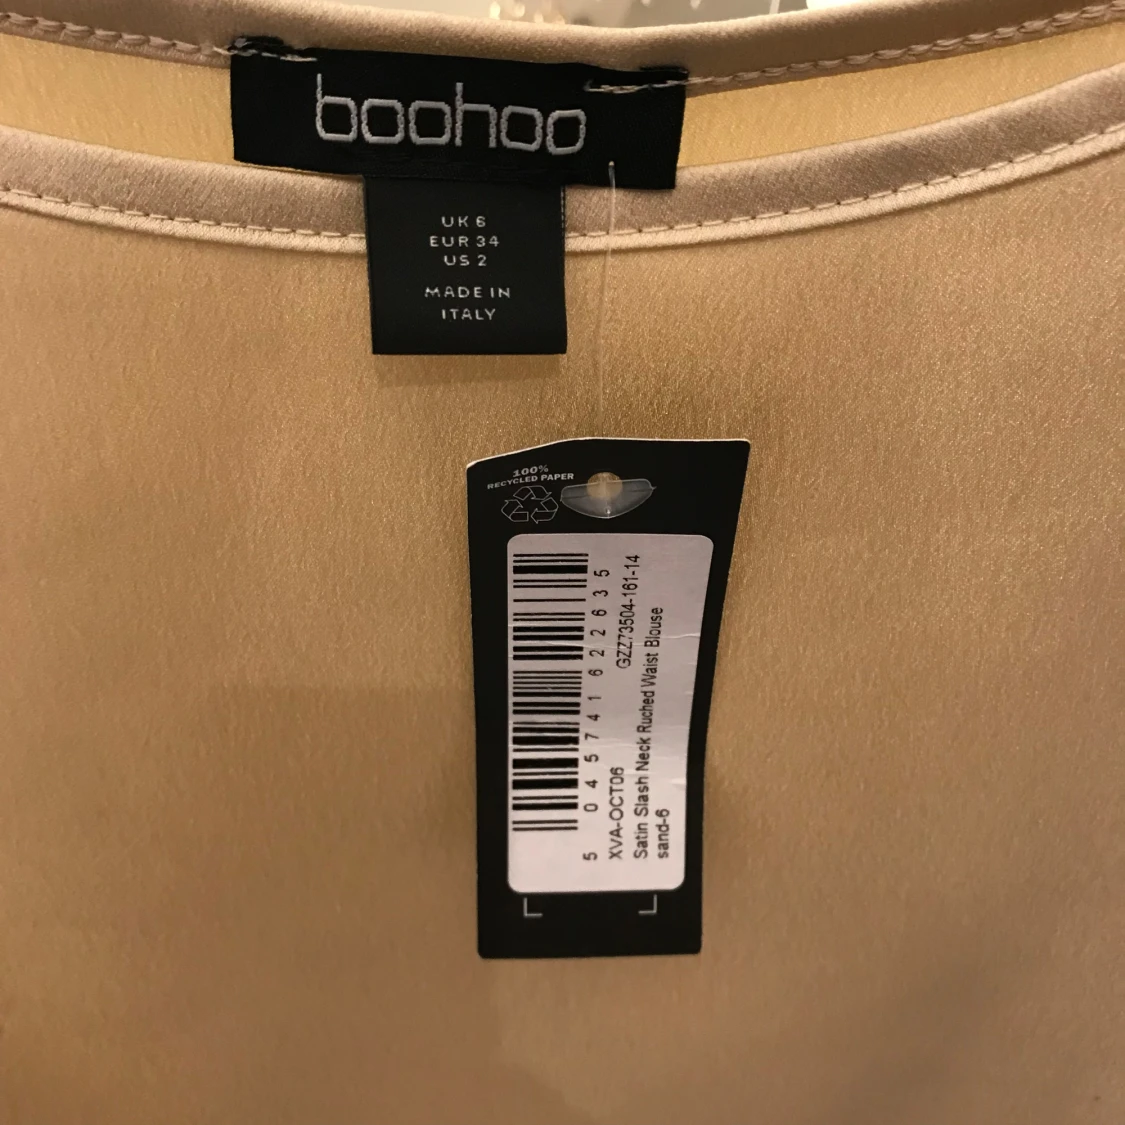 boohoo
UK 6
EUR 34
US 2
MADE IN
ITALY
100%
RECYCLED PAPER
5 045741 622635
XVA-OCT06 GZZ73504-161-14
Satin Slash Neck Ruched Waist Blouse
sand-6